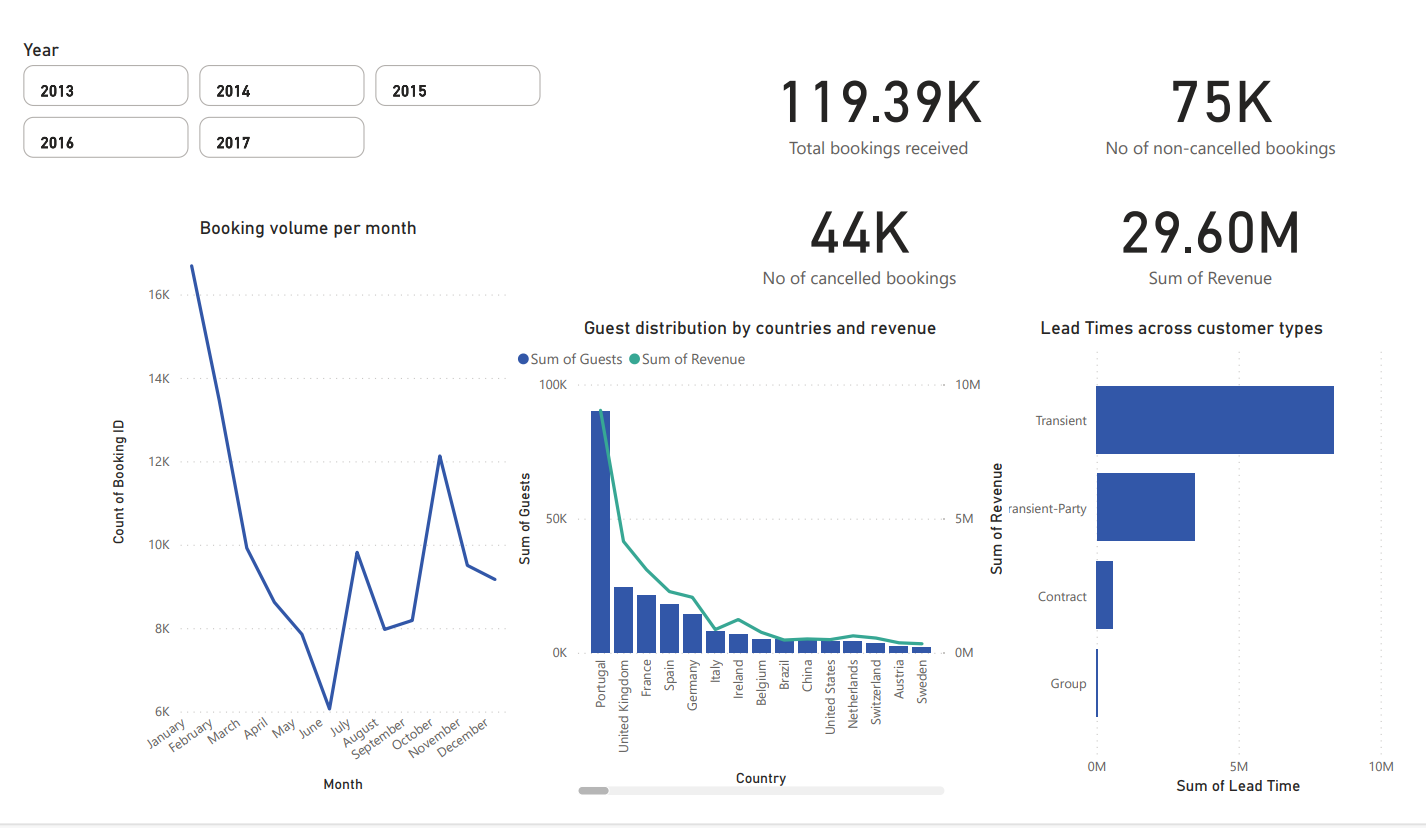 Year
2013
2014
2015
2016
2017
119.39K
Total bookings received
75K
No of non-cancelled bookings
44K
No of cancelled bookings
29.60M
Sum of Revenue
Booking volume per month
Count of Booking ID
16K
14K
12K
10K
8K
6K
January
February
March
April
May
June
July
August
September
October
November
December
Month
Guest distribution by countries and revenue
Sum of Guests
Sum of Revenue
Sum of Guests
100K
50K
0K
10M
5M
0M
Sum of Revenue
Portugal
United Kingdom
France
Spain
Germany
Italy
Ireland
Belgium
Brazil
China
United States
Netherlands
Switzerland
Austria
Sweden
Country
Lead Times across customer types
Transient
ransient-Party
Contract
Group
0M
5M
10M
Sum of Lead Time